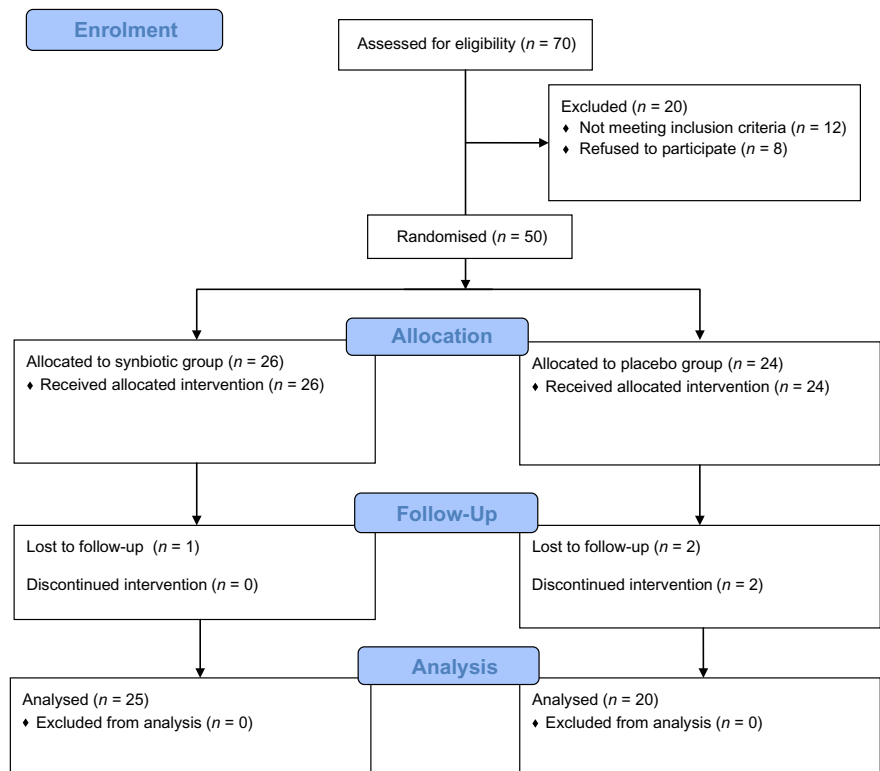 Enrolment
Assessed for eligibility (n = 70)
Excluded (n = 20)
♦ Not meeting inclusion criteria (n = 12)
♦ Refused to participate (n = 8)
Randomised (n = 50)
Allocation
Allocated to synbiotic group (n = 26)
♦ Received allocated intervention (n = 26)
Allocated to placebo group (n = 24)
♦ Received allocated intervention (n = 24)
Follow-Up
Lost to follow-up (n = 1)
Discontinued intervention (n = 0)
Lost to follow-up (n = 2)
Discontinued intervention (n = 2)
Analysis
Analysed (n = 25)
♦ Excluded from analysis (n = 0)
Analysed (n = 20)
♦ Excluded from analysis (n = 0)